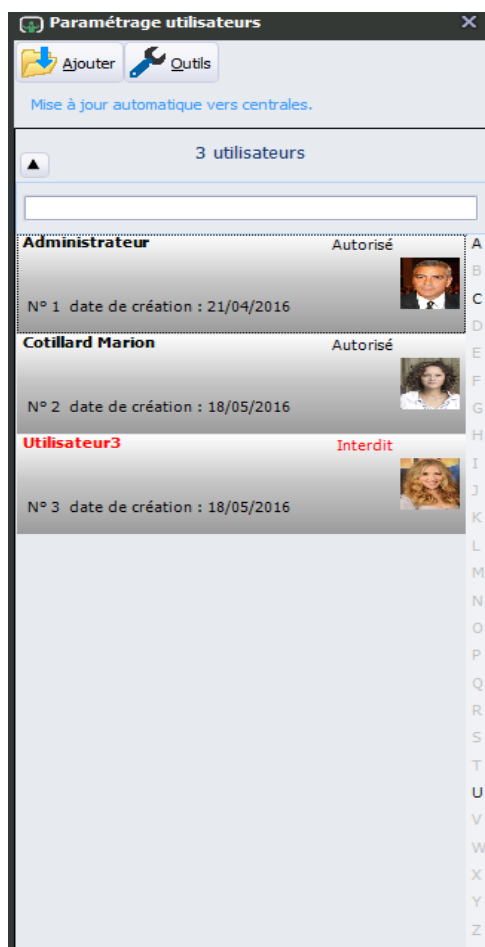 Paramétrage utilisateurs
Ajouter Outils
Mise à jour automatique vers centrales.
3 utilisateurs
Administrateur Autorisé
N° 1 date de création : 21/04/2016
Cotillard Marion Autorisé
N° 2 date de création : 18/05/2016
Utilisateur3 Interdit
N° 3 date de création : 18/05/2016
A
B
C
D
E
F
G
H
I
J
K
L
M
N
O
P
Q
R
S
T
U
V
W
X
Y
Z